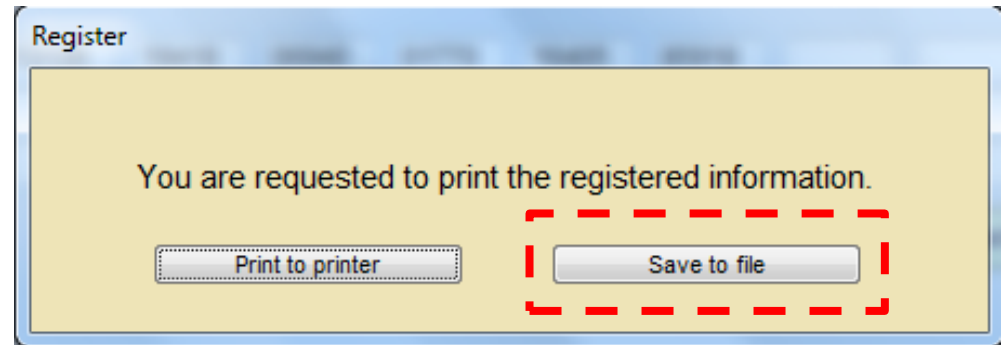 Register
You are requested to print the registered information.
Print to printer
Save to file